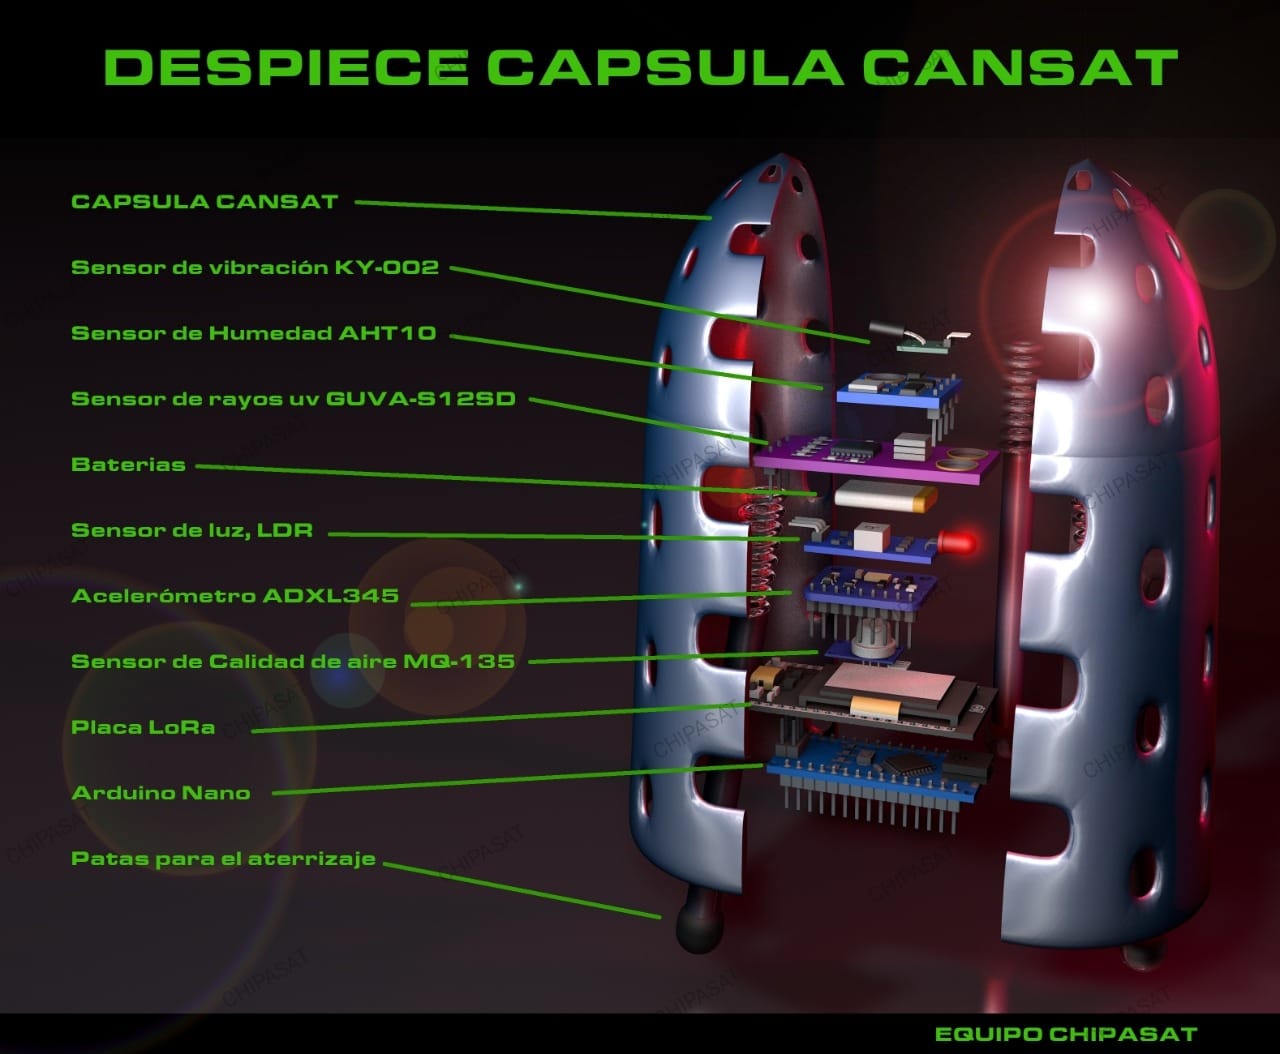 DESPIECE CAPSULA CANSAT
CAPSULA CANSAT
Sensor de vibración KY-002
Sensor de Humedad AHT10
Sensor de rayos uv GUVA-S12SD
Baterias
Sensor de luz, LDR
Acelerómetro ADXL345
Sensor de Calidad de aire MQ-135
Placa LoRa
Arduino Nano
Patas para el aterrizaje
EQUIPO CHIPASAT